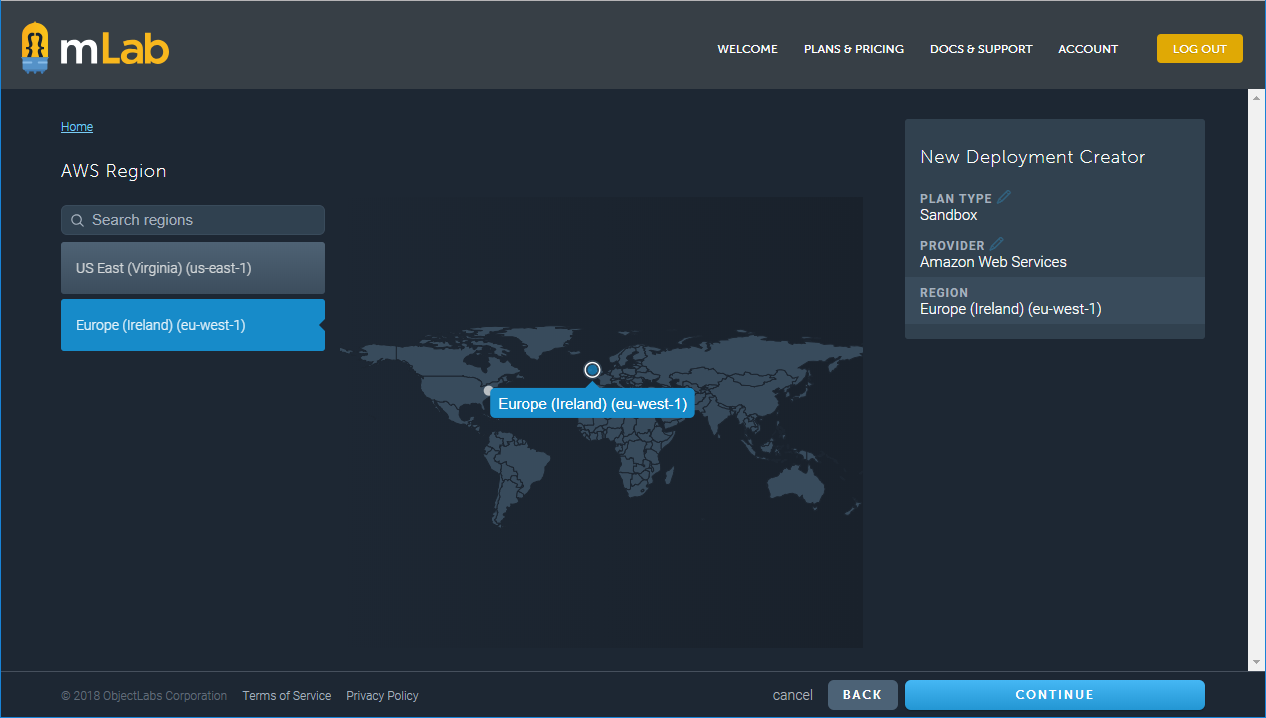 mLab
WELCOME
PLANS & PRICING
DOCS & SUPPORT
ACCOUNT
LOG OUT
Home
AWS Region
Search regions
US East (Virginia) (us-east-1)
Europe (Ireland) (eu-west-1)
Europe (Ireland) (eu-west-1)
New Deployment Creator
PLAN TYPE
Sandbox
PROVIDER
Amazon Web Services
REGION
Europe (Ireland) (eu-west-1)
© 2018 ObjectLabs Corporation
Terms of Service
Privacy Policy
cancel
BACK
CONTINUE